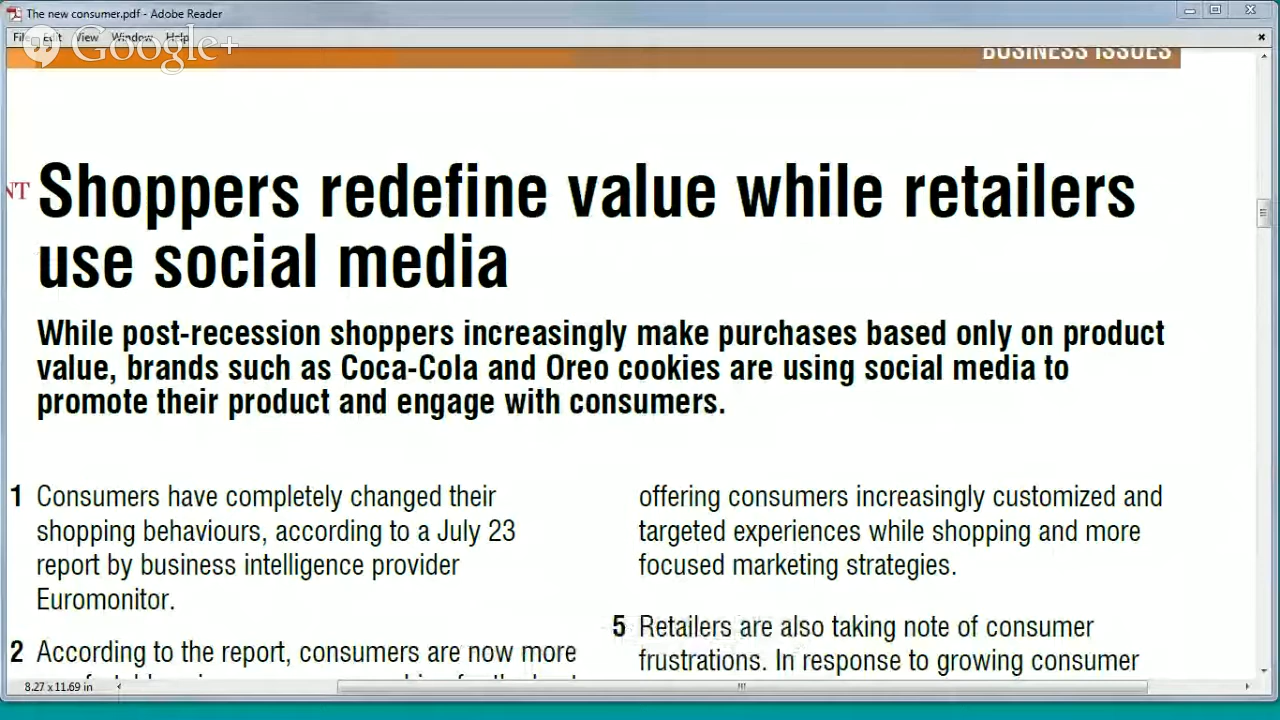 The new consumer.pdf - Adobe Reader
File Edit View Window Help
Google+
BUSINESS ISSUES
NT
Shoppers redefine value while retailers
use social media
While post-recession shoppers increasingly make purchases based only on product
value, brands such as Coca-Cola and Oreo cookies are using social media to
promote their product and engage with consumers.
1 Consumers have completely changed their
shopping behaviours, according to a July 23
report by business intelligence provider
Euromonitor.
2 According to the report, consumers are now more
offering consumers increasingly customized and
targeted experiences while shopping and more
focused marketing strategies.
5 Retailers are also taking note of consumer
frustrations. In response to growing consumer
8.27 x 11.69 in